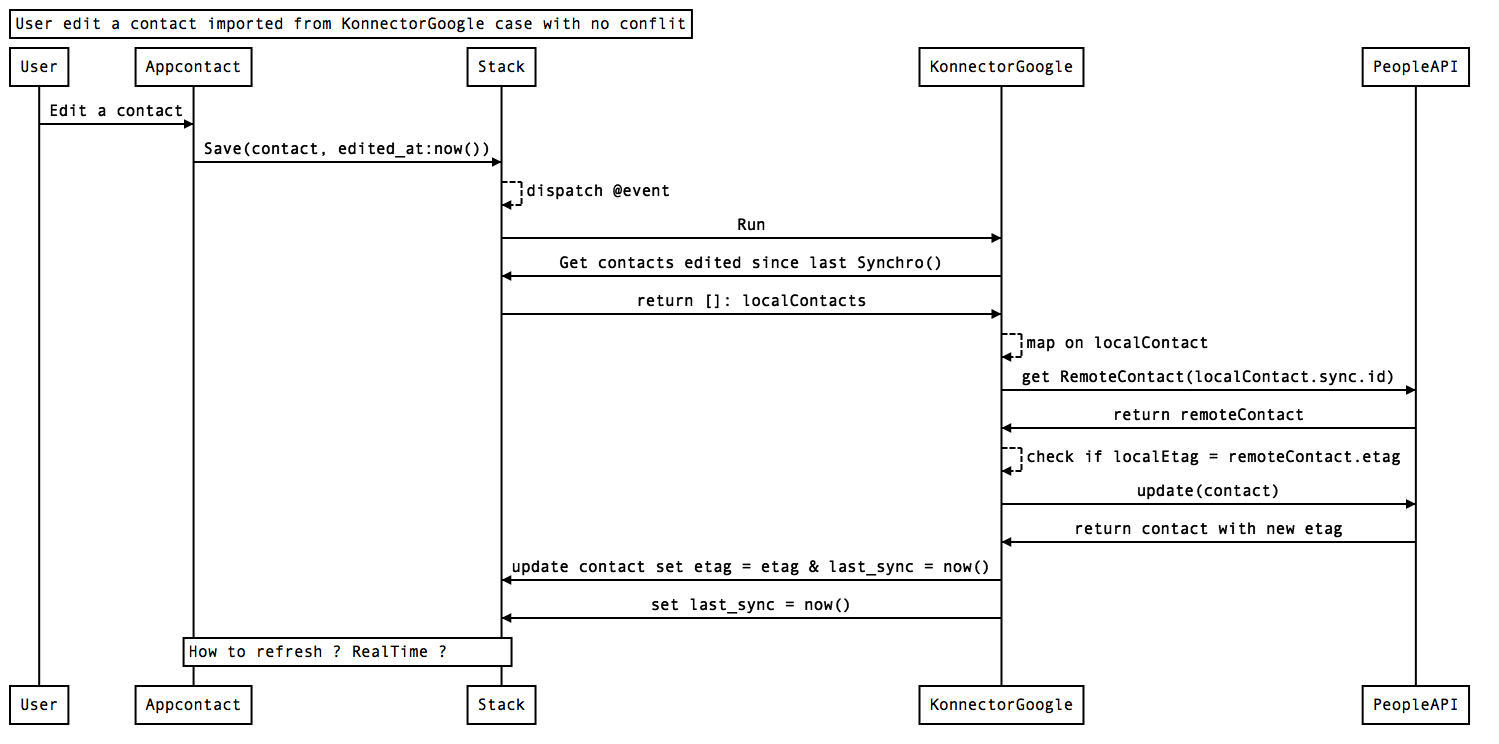 User edit a contact imported from KonnectorGoogle case with no conflit
User
Appcontact
Stack
KonnectorGoogle
PeopleAPI
Edit a contact
Save(contact, edited_at:now())
dispatch @event
Run
Get contacts edited since last Synchro()
return []: localContacts
map on localContact
get RemoteContact(localContact.sync.id)
return remoteContact
check if localEtag = remoteContact.etag
update(contact)
return contact with new etag
update contact set etag = etag & last_sync = now()
set last_sync = now()
How to refresh ? RealTime ?
User
Appcontact
Stack
KonnectorGoogle
PeopleAPI